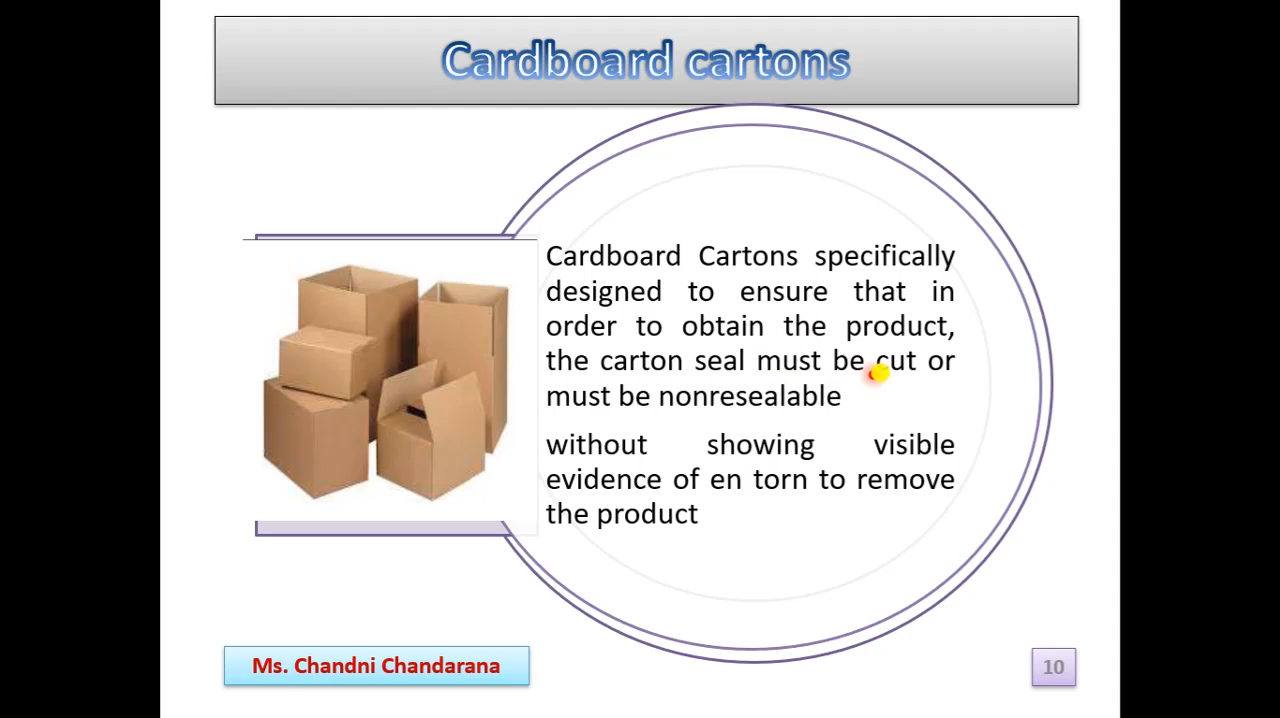 Cardboard cartons
Cardboard Cartons specifically
designed to ensure that in
order to obtain the product,
the carton seal must be cut or
must be nonresealable
without showing visible
evidence of en torn to remove
the product
Ms. Chandni Chandarana
10